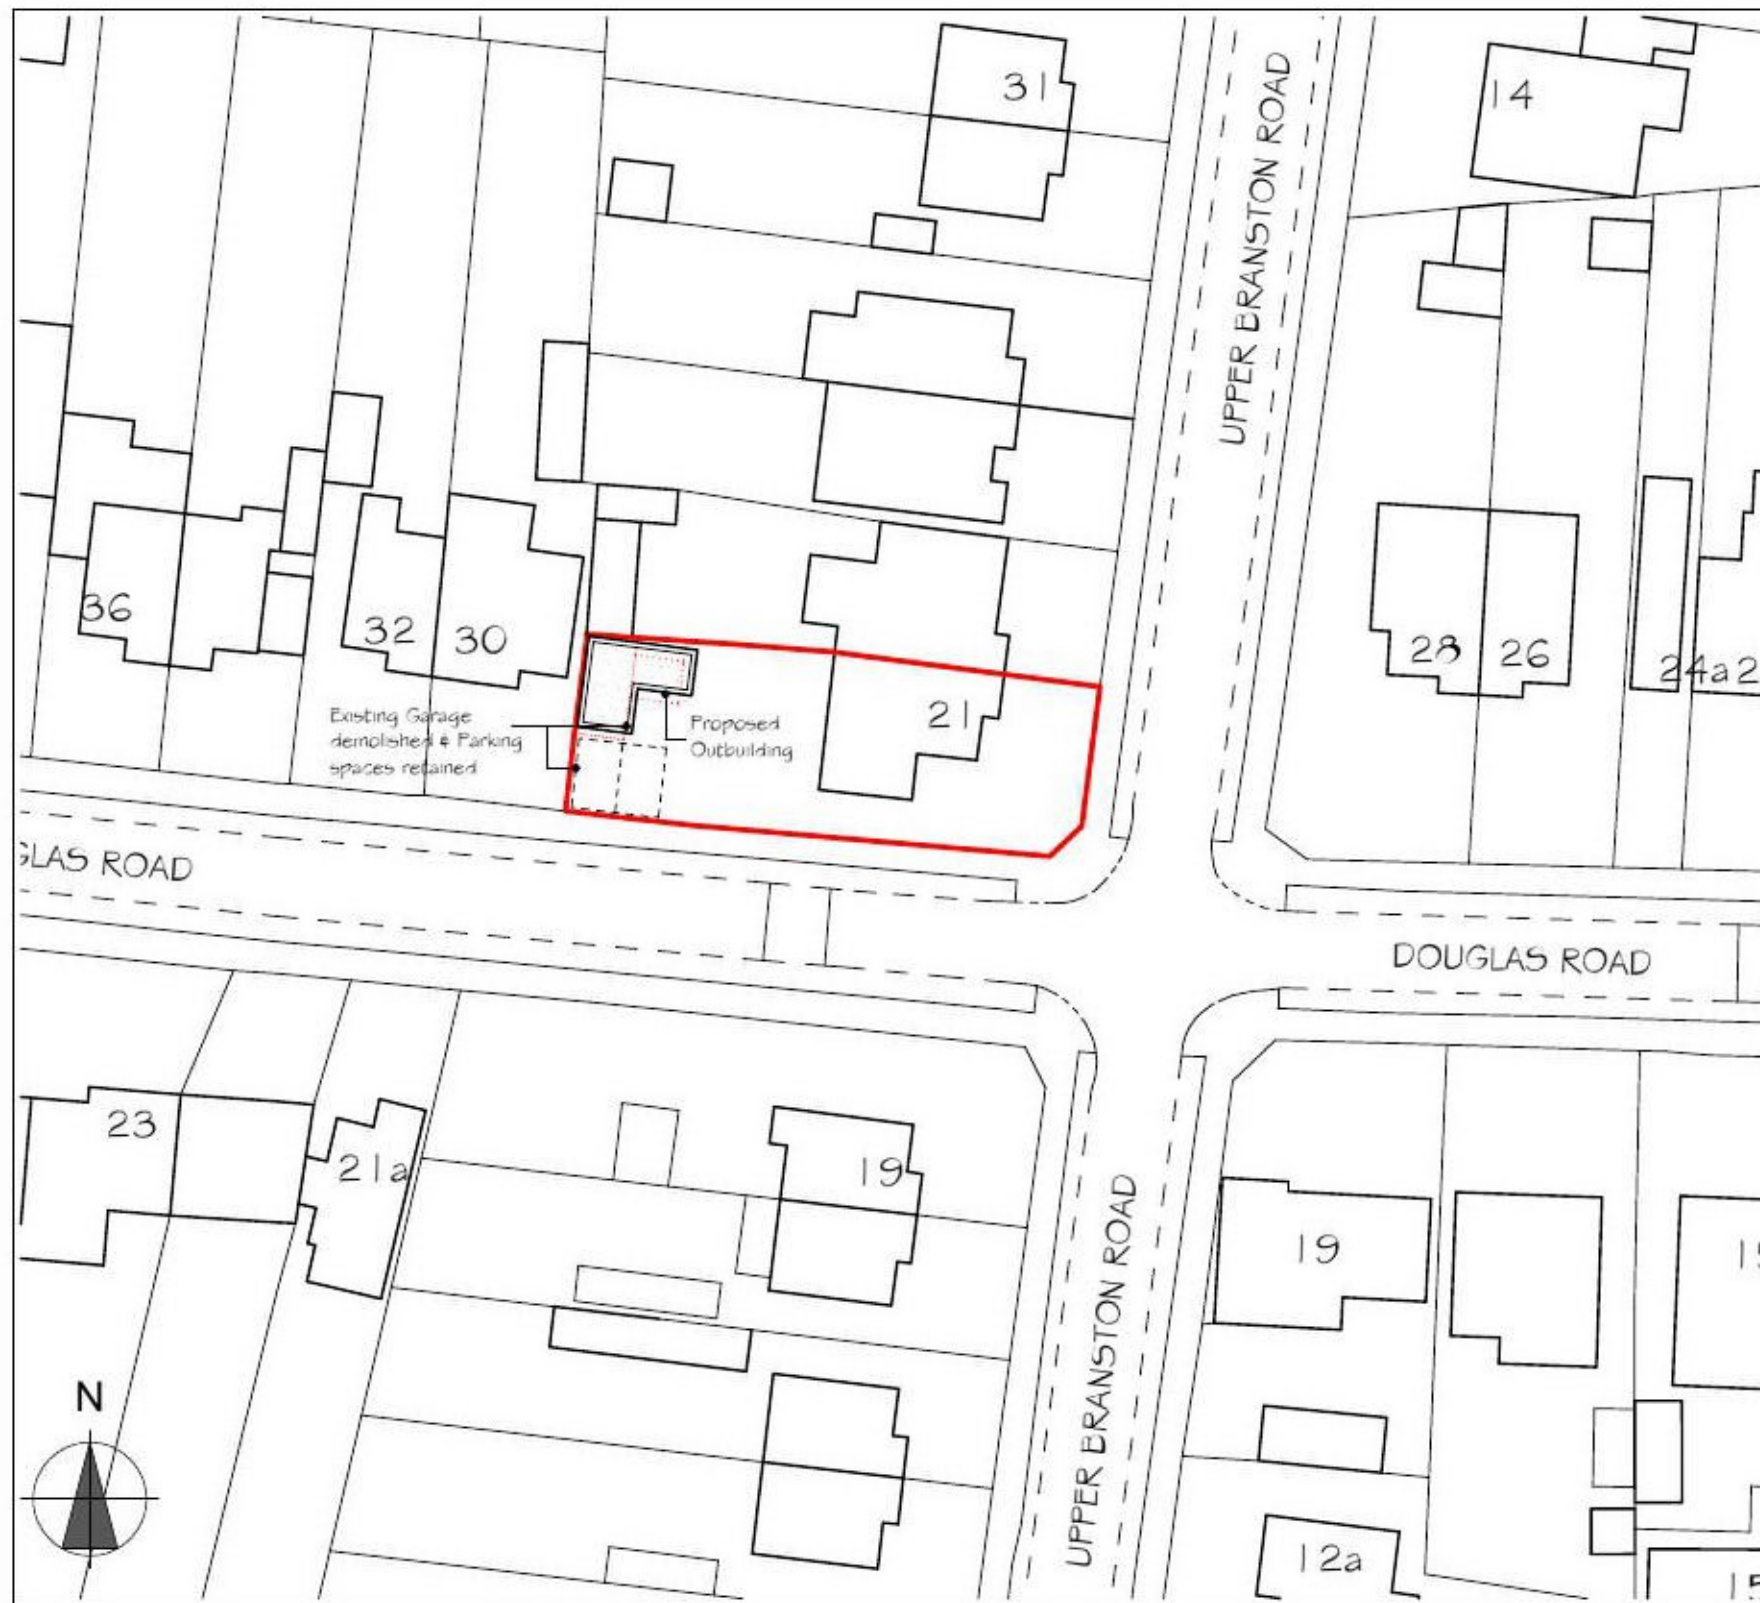 31
14
UPPER BRANSTON ROAD
36
32
30
28
26
24a
Existing Garage
demolished & Parking
spaces retained
Proposed
Outbuilding
21
GLAS ROAD
DOUGLAS ROAD
23
21a
19
19
UPPER BRANSTON ROAD
N
12a